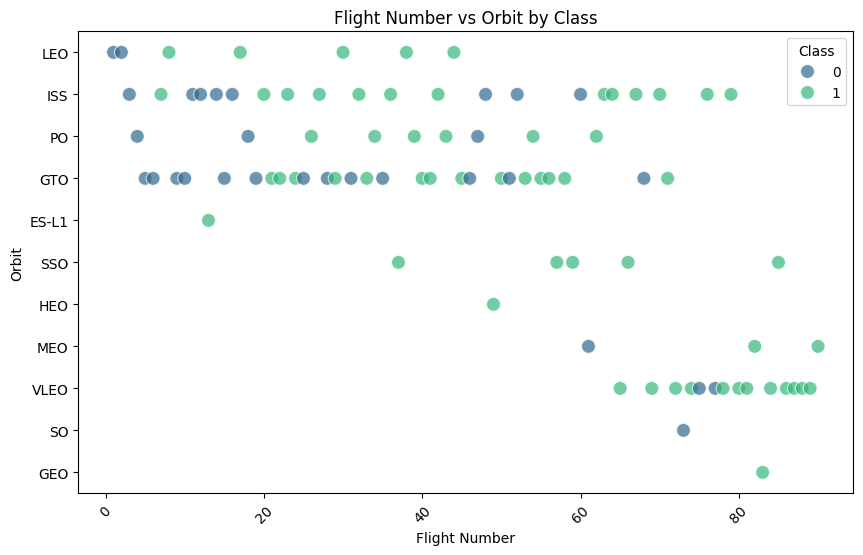 Flight Number vs Orbit by Class
Class
0
1
Orbit
LEO
ISS
PO
GTO
ES-L1
SSO
HEO
MEO
VLEO
SO
GEO
0
20
40
60
80
Flight Number